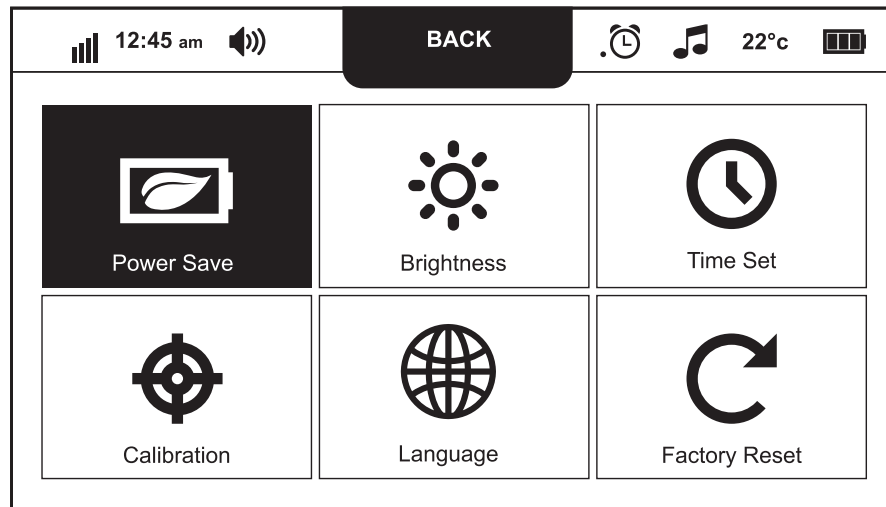 12:45 am BACK 22°c
Power Save Brightness Time Set
Calibration Language Factory Reset